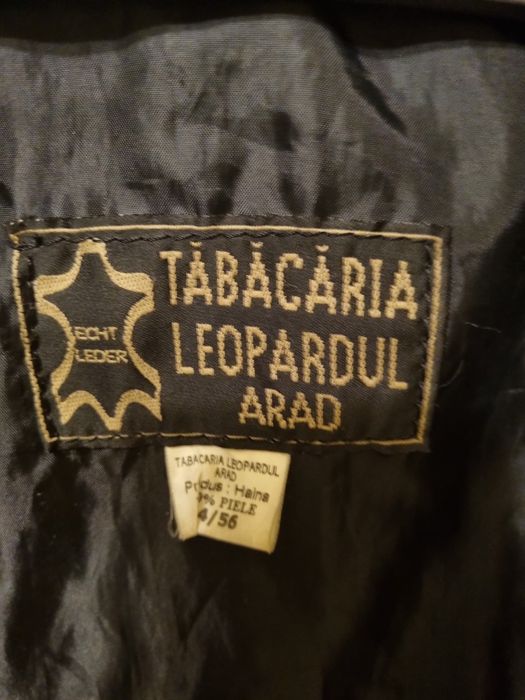 ECHT
LEDER
TĂBĂCĂRIA
LEOPARDUL
ARAD
TABACARIA LEOPARDUL
ARAD
Produs : Haina
% PIELE
4/56